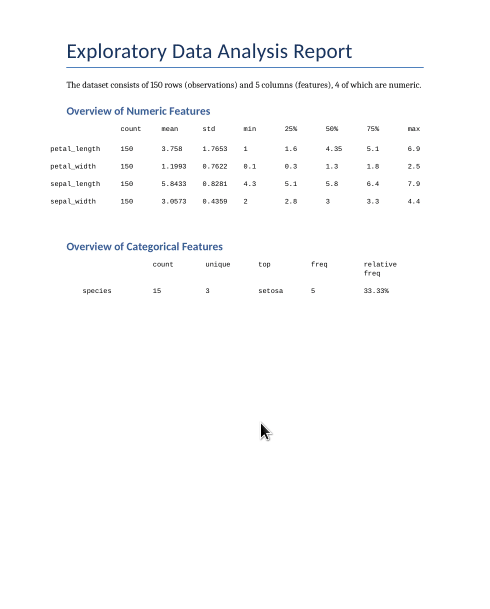 Exploratory Data Analysis Report
The dataset consists of 150 rows (observations) and 5 columns (features), 4 of which are numeric.
Overview of Numeric Features
count mean std min 25% 50% 75% max
petal_length 150 3.758 1.7653 1 1.6 4.35 5.1 6.9
petal_width 150 1.1993 0.7622 0.1 0.3 1.3 1.8 2.5
sepal_length 150 5.8433 0.8281 4.3 5.1 5.8 6.4 7.9
sepal_width 150 3.0573 0.4359 2 2.8 3 3.3 4.4
Overview of Categorical Features
count unique top freq relative
freq
species 15 3 setosa 5 33.33%